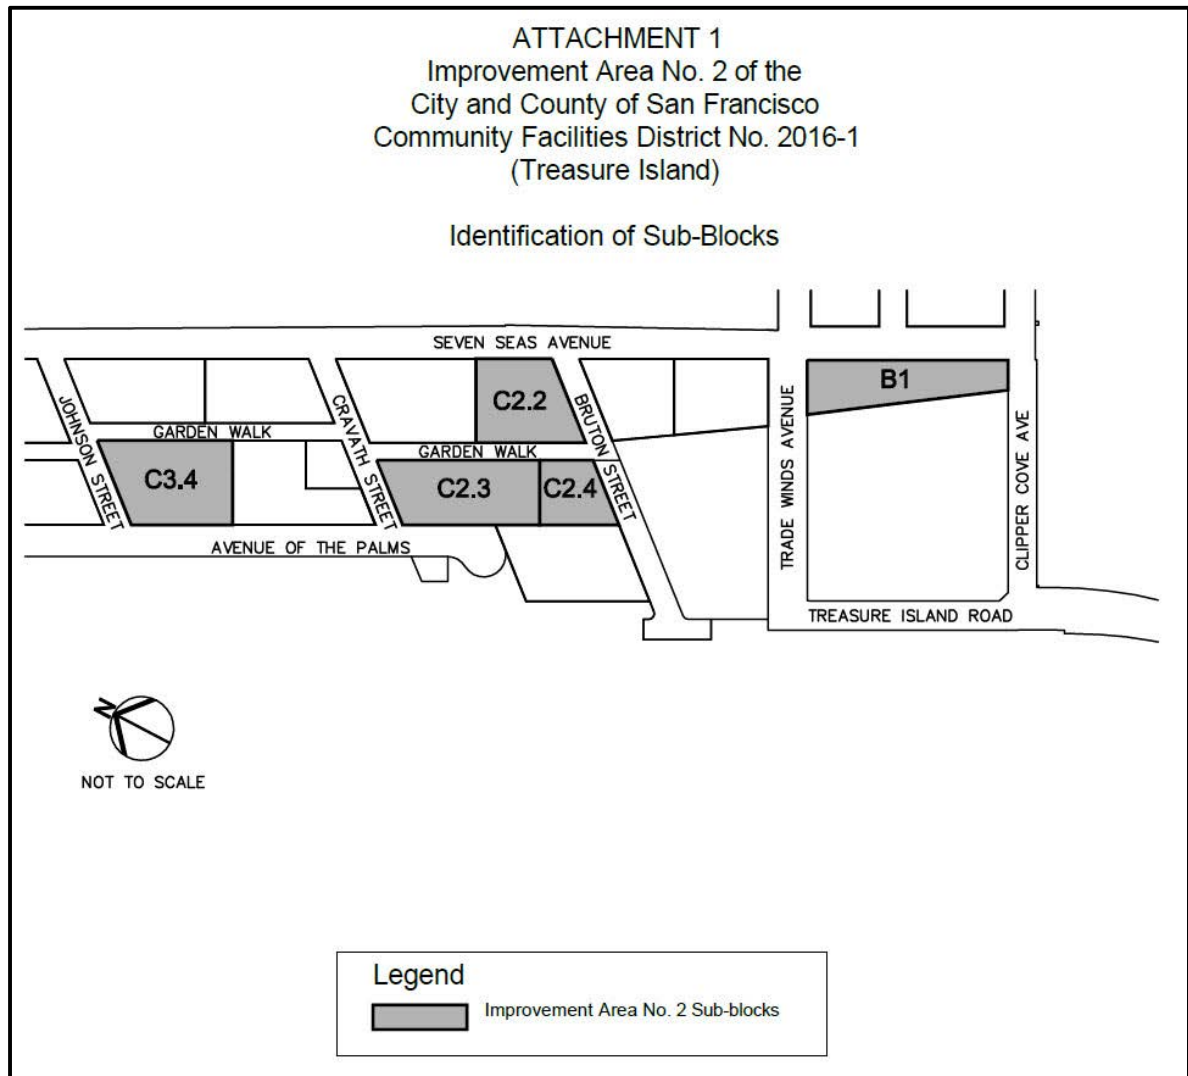 ATTACHMENT 1
Improvement Area No. 2 of the
City and County of San Francisco
Community Facilities District No. 2016-1
(Treasure Island)
Identification of Sub-Blocks
SEVEN SEAS AVENUE
B1
C2.2
JOHNSON STREET
GARDEN WALK
CRAVATH STREET
GARDEN WALK
BRUTON STREET
TRADE WINDS AVENUE
CLIPPER COVE AVE
C3.4
C2.3
C2.4
AVENUE OF THE PALMS
TREASURE ISLAND ROAD
N
NOT TO SCALE
Legend
Improvement Area No. 2 Sub-blocks